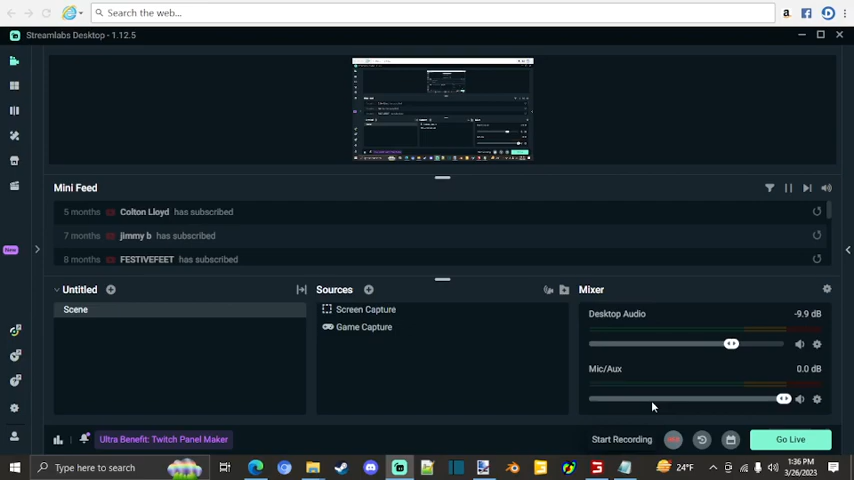 Search the web...
a
Streamlabs Desktop - 1.12.5
Mini Feed
5 months Colton Lloyd has subscribed
7 months jimmy b has subscribed
8 months FESTIVEFEET has subscribed
New
Untitled
Sources
Mixer
Scene
Screen Capture
Game Capture
Desktop Audio -9.9 dB
Mic/Aux 0.0 dB
Ultra Benefit: Twitch Panel Maker
Start Recording
REC
Go Live
Type here to search
24°F
1:36 PM
3/26/2023